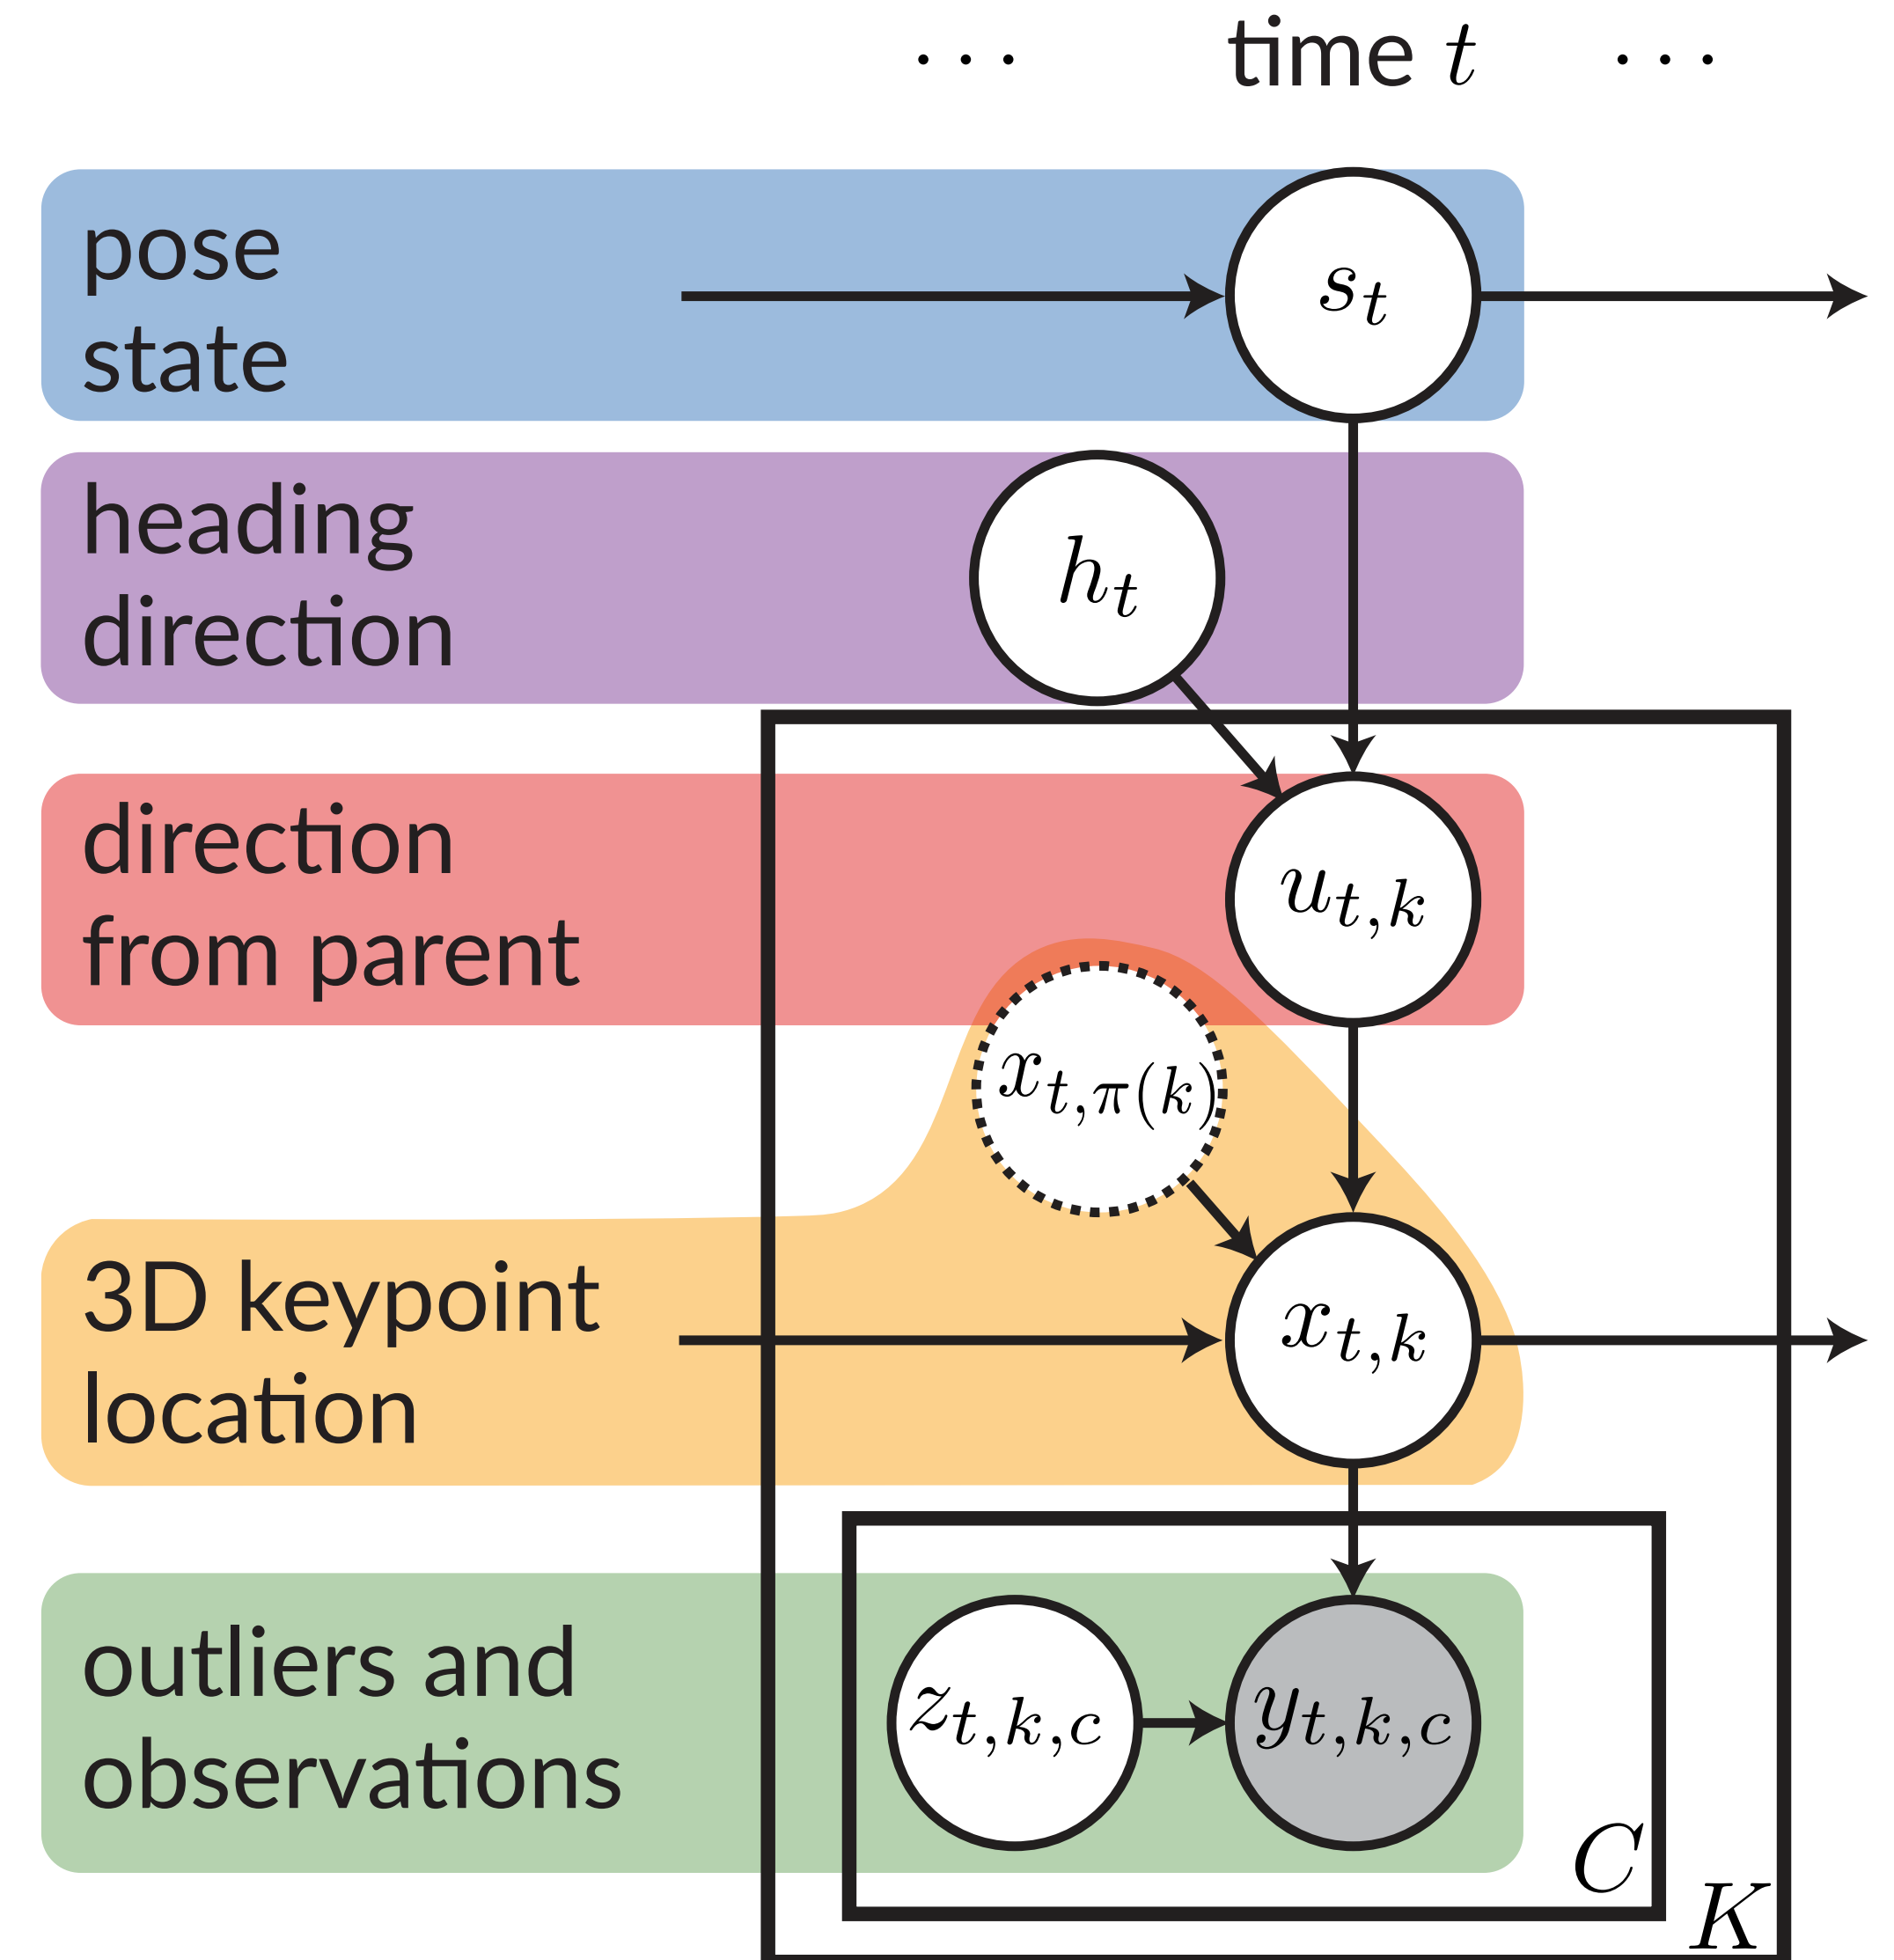 ... time t ...
pose
state
s_t
heading
direction
h_t
direction
from parent
u_{t,k}
x_{t,π(k)}
3D keypoint
location
x_{t,k}
outliers and
observations
z_{t,k,c}
y_{t,k,c}
C
K